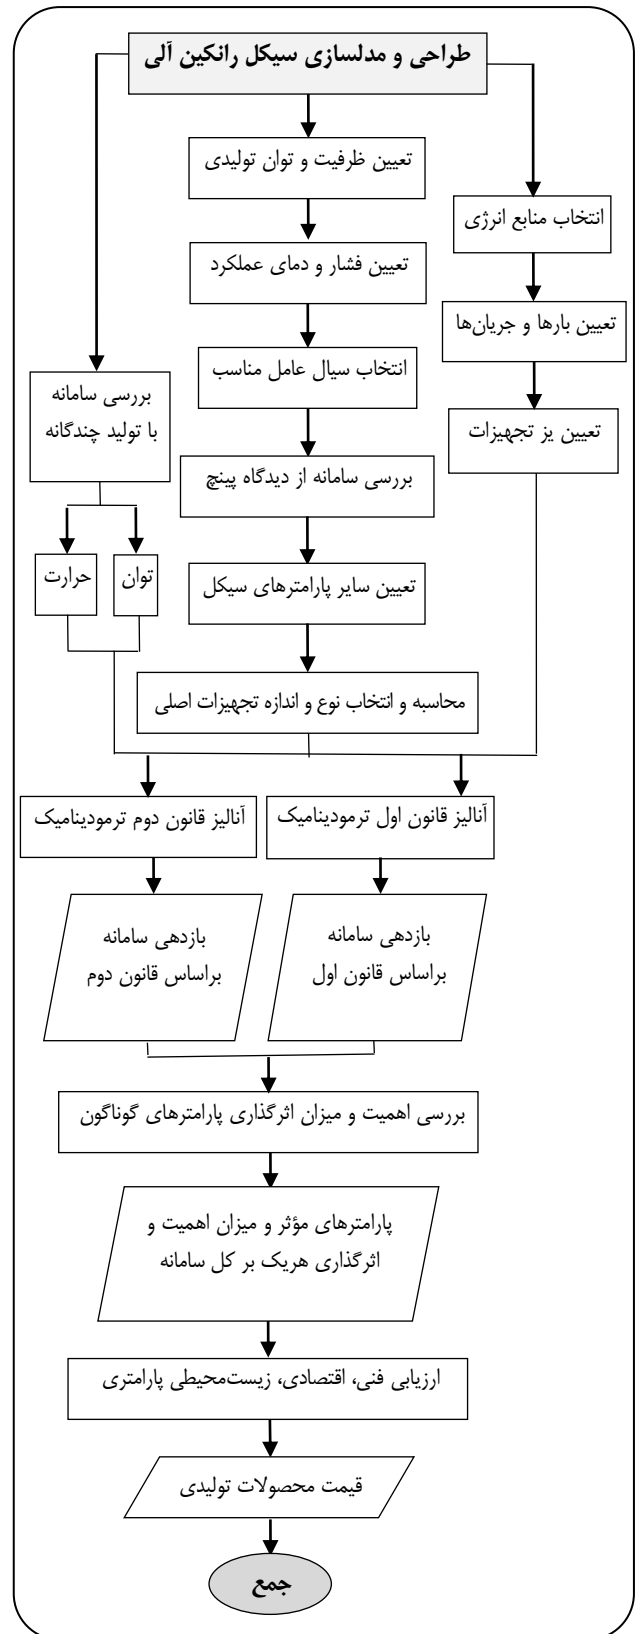 طراحی و مدلسازی سیکل رانکین آلی
تعیین ظرفیت و توان تولیدی
انتخاب منابع انرژی
تعیین فشار و دمای عملکرد
تعیین بارها و جریان‌ها
انتخاب سیال عامل مناسب
بررسی سامانه
با تولید چندگانه
تعیین یز تجهیزات
بررسی سامانه از دیدگاه پینچ
توان
حرارت
تعیین سایر پارامترهای سیکل
محاسبه و انتخاب نوع و اندازه تجهیزات اصلی
آنالیز قانون اول ترمودینامیک
آنالیز قانون دوم ترمودینامیک
بازدهی سامانه
براساس قانون اول
بازدهی سامانه
براساس قانون دوم
بررسی اهمیت و میزان اثرگذاری پارامترهای گوناگون
پارامترهای مؤثر و میزان اهمیت و
اثرگذاری هریک بر کل سامانه
ارزیابی فنی، اقتصادی، زیست‌محیطی پارامتری
قیمت محصولات تولیدی
جمع